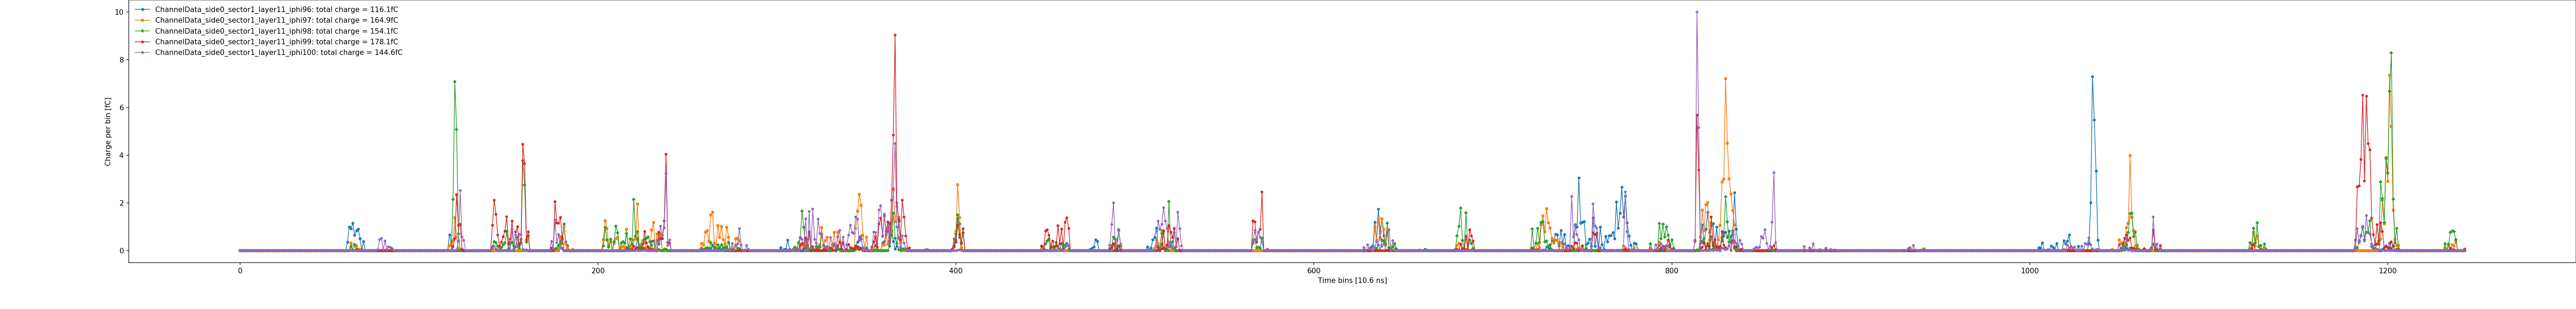 10
8
6
4
2
0
Charge per bin [fC]
ChannelData_side0_sector1_layer11_iphi96: total charge = 116.1fC
ChannelData_side0_sector1_layer11_iphi97: total charge = 164.9fC
ChannelData_side0_sector1_layer11_iphi98: total charge = 154.1fC
ChannelData_side0_sector1_layer11_iphi99: total charge = 178.1fC
ChannelData_side0_sector1_layer11_iphi100: total charge = 144.6fC
0 200 400 600 800 1000 1200
Time bins [10.6 ns]